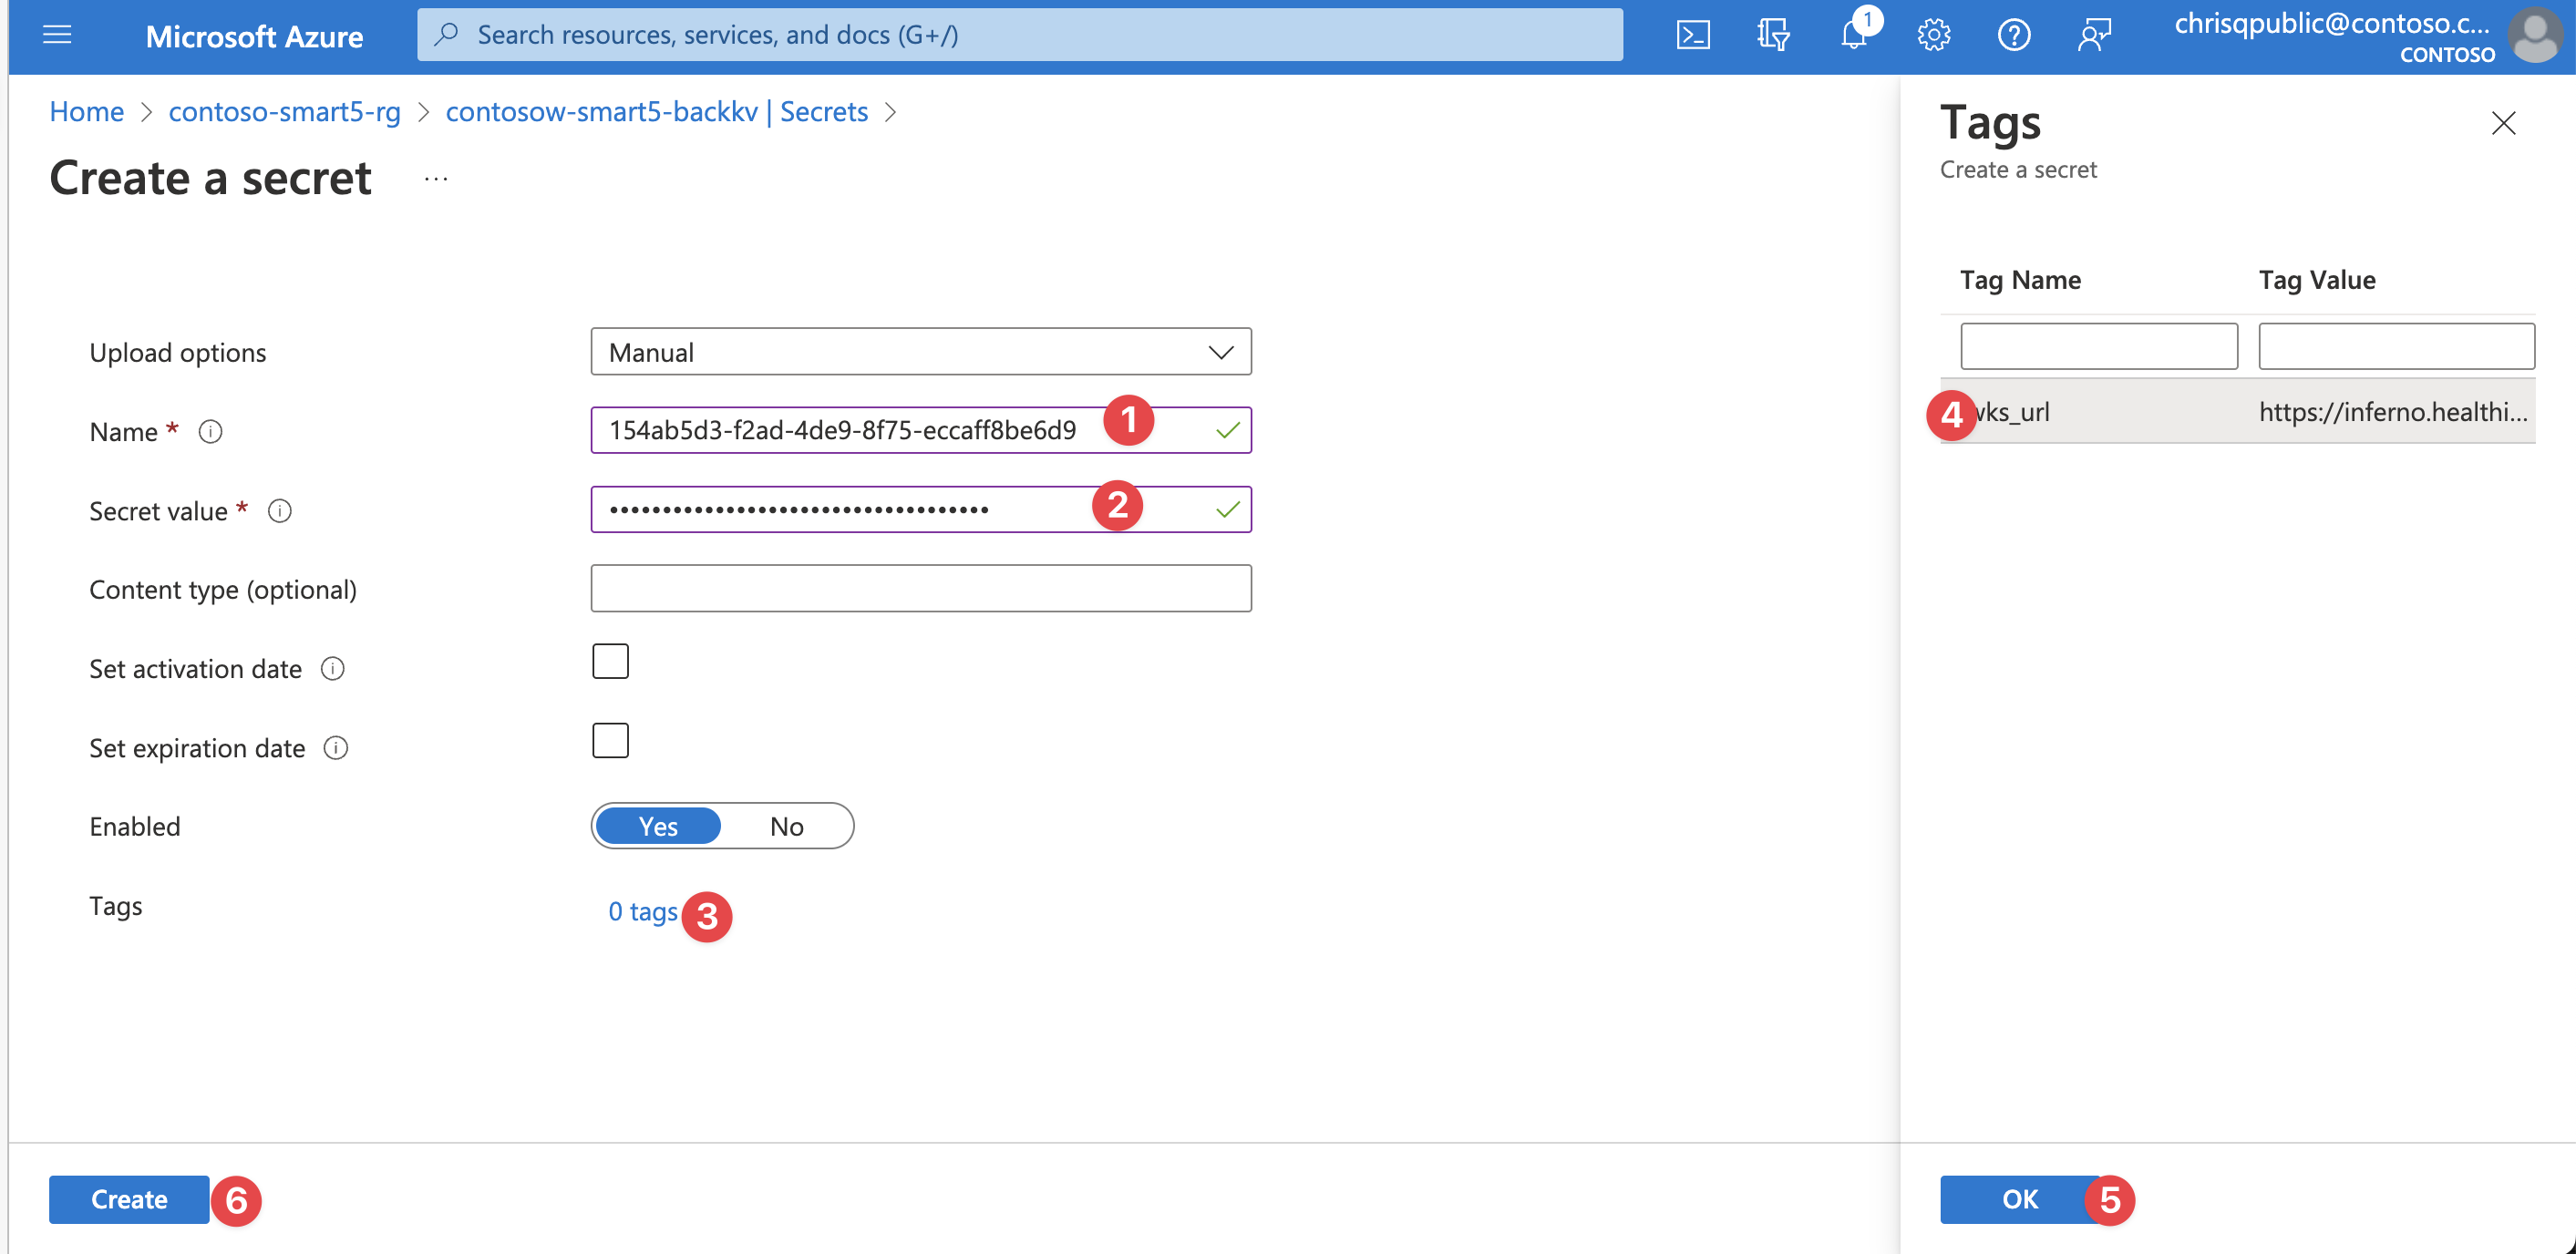 Microsoft Azure
Search resources, services, and docs (G+/)
1
chrisqpublic@contoso.c...
CONTOSO
Home > contoso-smart5-rg > contosow-smart5-backkv | Secrets >
Create a secret ...
Upload options
Manual
Name *
154ab5d3-f2ad-4de9-8f75-eccaff8be6d9
1
Secret value *
••••••••••••••••••••••••••••••••••••
2
Content type (optional)
Set activation date
Set expiration date
Enabled
Yes No
Tags
0 tags
3
Create
6
Tags
Create a secret
Tag Name Tag Value
4
wks_url https://inferno.healthi...
OK
5